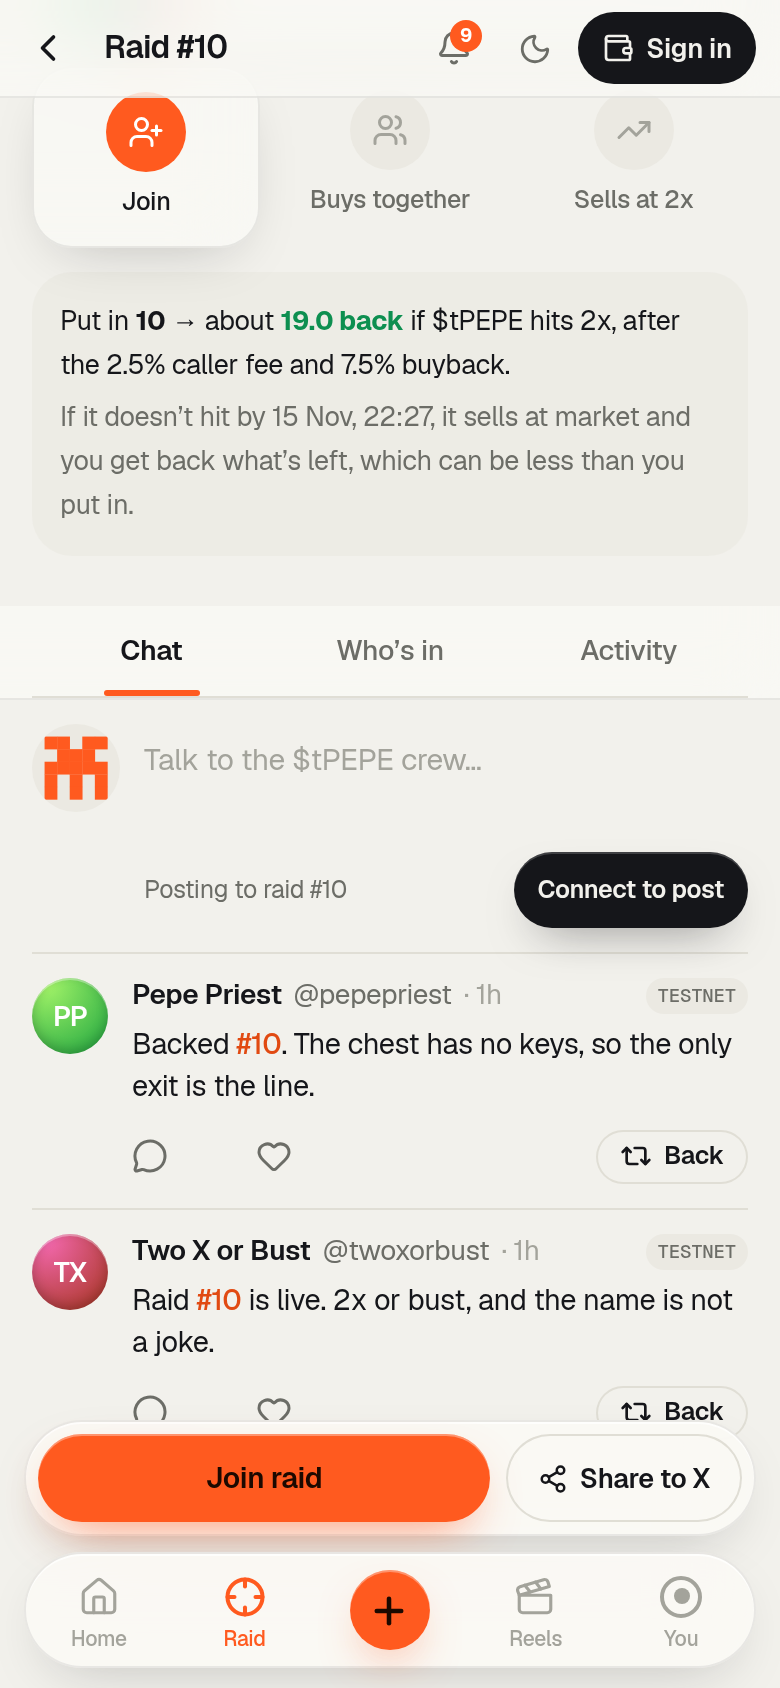 Raid #10
9
Sign in
Join
Buys together
Sells at 2x
Put in 10 → about 19.0 back if $tPEPE hits 2x, after
the 2.5% caller fee and 7.5% buyback.
If it doesn’t hit by 15 Nov, 22:27, it sells at market and
you get back what’s left, which can be less than you
put in.
Chat
Who’s in
Activity
Talk to the $tPEPE crew...
Posting to raid #10
Connect to post
PP
Pepe Priest @pepepriest · 1h
TESTNET
Backed #10. The chest has no keys, so the only
exit is the line.
Back
TX
Two X or Bust @twoxorbust · 1h
TESTNET
Raid #10 is live. 2x or bust, and the name is not
a joke.
Back
Join raid
Share to X
Home
Raid
Reels
You